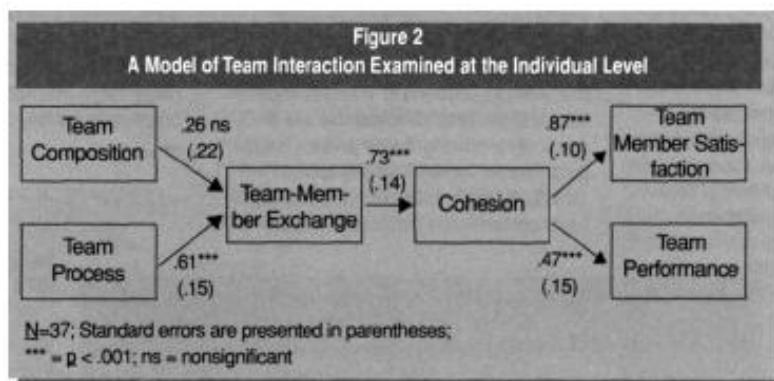 Figure 2
A Model of Team Interaction Examined at the Individual Level
Team
Composition
.26 ns
(.22)
Team
Process
.61***
(.15)
Team-Mem-
ber Exchange
.73***
(.14)
Cohesion
.87***
(.10)
Team
Member Satis-
faction
.47***
(.15)
Team
Performance
N=37; Standard errors are presented in parentheses;
*** = p < .001; ns = nonsignificant